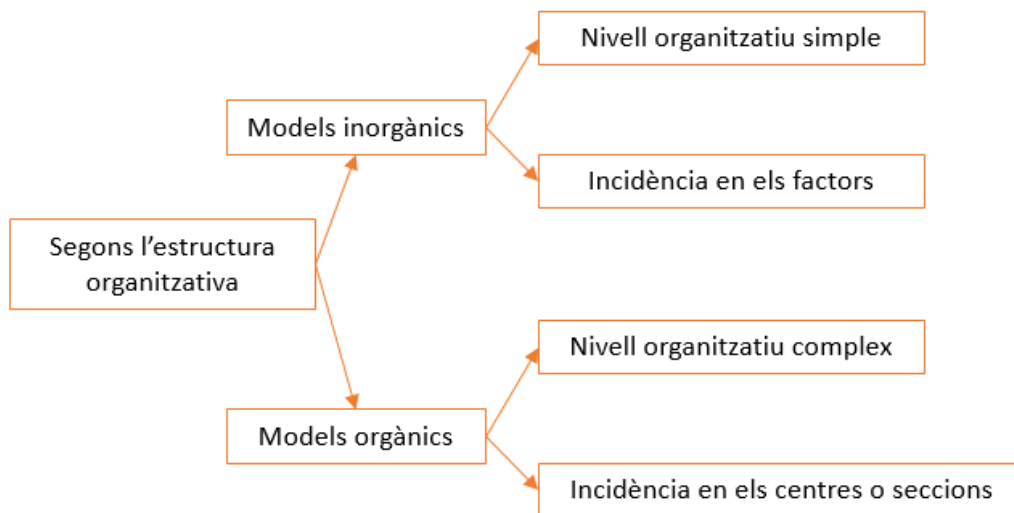 Segons l’estructura
organitzativa
Models inorgànics
Nivell organitzatiu simple
Incidència en els factors
Models orgànics
Nivell organitzatiu complex
Incidència en els centres o seccions